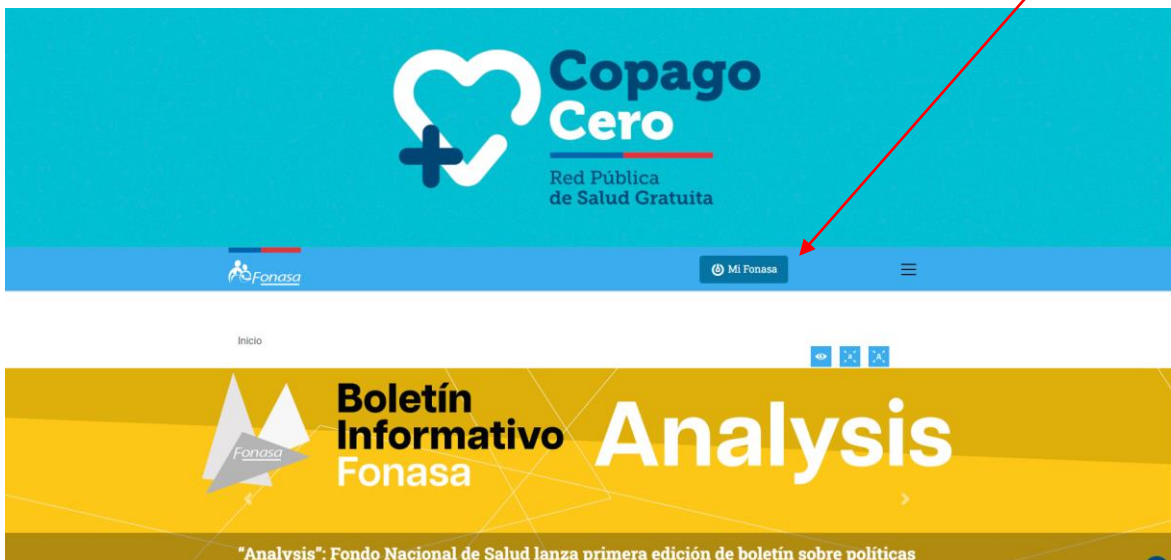 Copago
Cero
Red Pública
de Salud Gratuita
Fonasa
Mi Fonasa
Inicio
a
A
Boletín
Informativo
Fonasa
Analysis
Fonasa
"Analysis": Fondo Nacional de Salud lanza primera edición de boletín sobre políticas